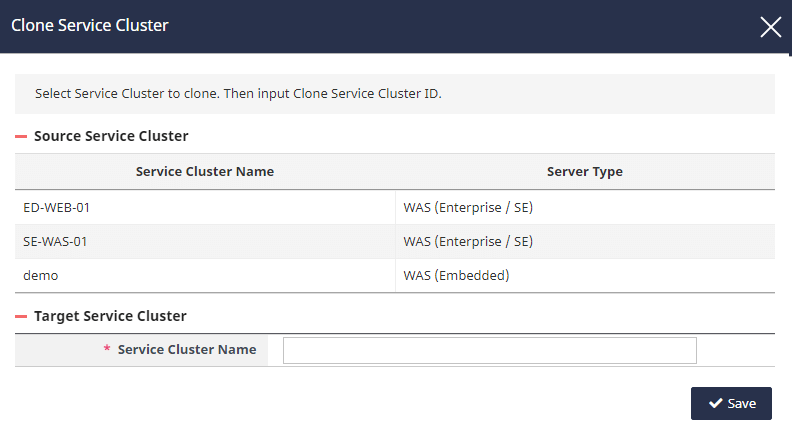 Clone Service Cluster
Select Service Cluster to clone. Then input Clone Service Cluster ID.
Source Service Cluster
Service Cluster Name Server Type
ED-WEB-01 WAS (Enterprise / SE)
SE-WAS-01 WAS (Enterprise / SE)
demo WAS (Embedded)
Target Service Cluster
* Service Cluster Name
Save